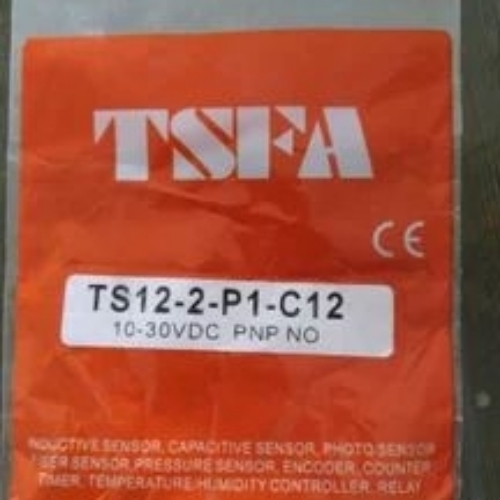 TSFA
CE
TS12-2-P1-C12
10-30VDC PNP NO
INDUCTIVE SENSOR, CAPACITIVE SENSOR, PHOTO SENSOR
FIBER SENSOR, PRESSURE SENSOR, ENCODER, COUNTER
TIMER, TEMPERATURE/HUMIDITY CONTROLLER, RELAY